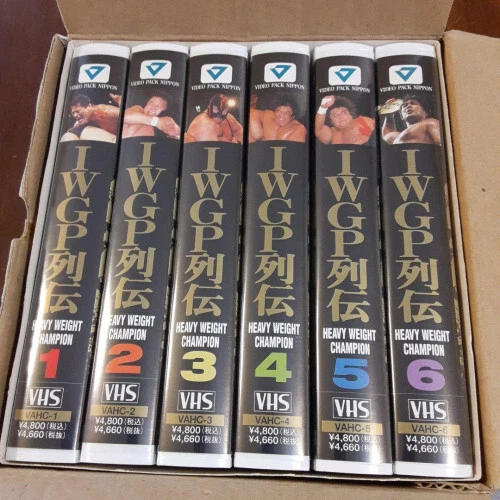 VIDEO PACK NIPPON
IWGP列伝
HEAVY WEIGHT
CHAMPION
1
VHS
VAHC-1
¥4,800(税込)
¥4,660(税抜)
VIDEO PACK NIPPON
IWGP列伝
HEAVY WEIGHT
CHAMPION
2
VHS
VAHC-2
¥4,800(税込)
¥4,660(税抜)
VIDEO PACK NIPPON
IWGP列伝
HEAVY WEIGHT
CHAMPION
3
VHS
VAHC-3
¥4,800(税込)
¥4,660(税抜)
VIDEO PACK NIPPON
IWGP列伝
HEAVY WEIGHT
CHAMPION
4
VHS
VAHC-4
¥4,800(税込)
¥4,660(税抜)
VIDEO PACK NIPPON
IWGP列伝
HEAVY WEIGHT
CHAMPION
5
VHS
VAHC-5
¥4,800(税込)
¥4,660(税抜)
VIDEO PACK NIPPON
IWGP列伝
HEAVY WEIGHT
CHAMPION
6
VHS
VAHC-6
¥4,800(税込)
¥4,660(税抜)